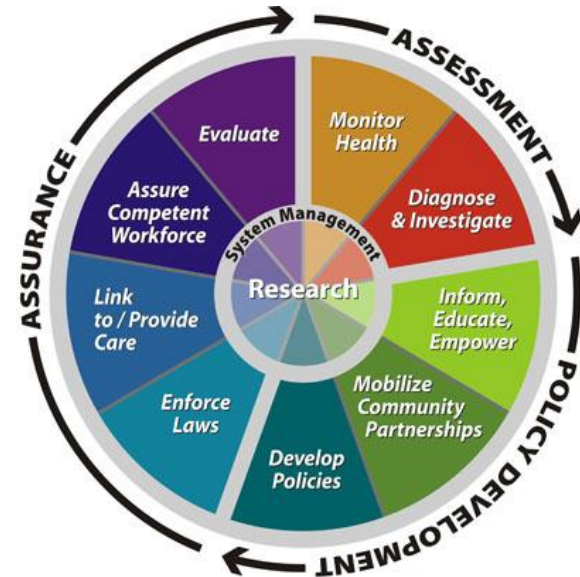 ASSESSMENT
Monitor
Health
Diagnose
& Investigate
POLICY DEVELOPMENT
Inform,
Educate,
Empower
Mobilize
Community
Partnerships
Develop
Policies
ASSURANCE
Enforce
Laws
Link
to / Provide
Care
Assure
Competent
Workforce
Evaluate
System Management
Research